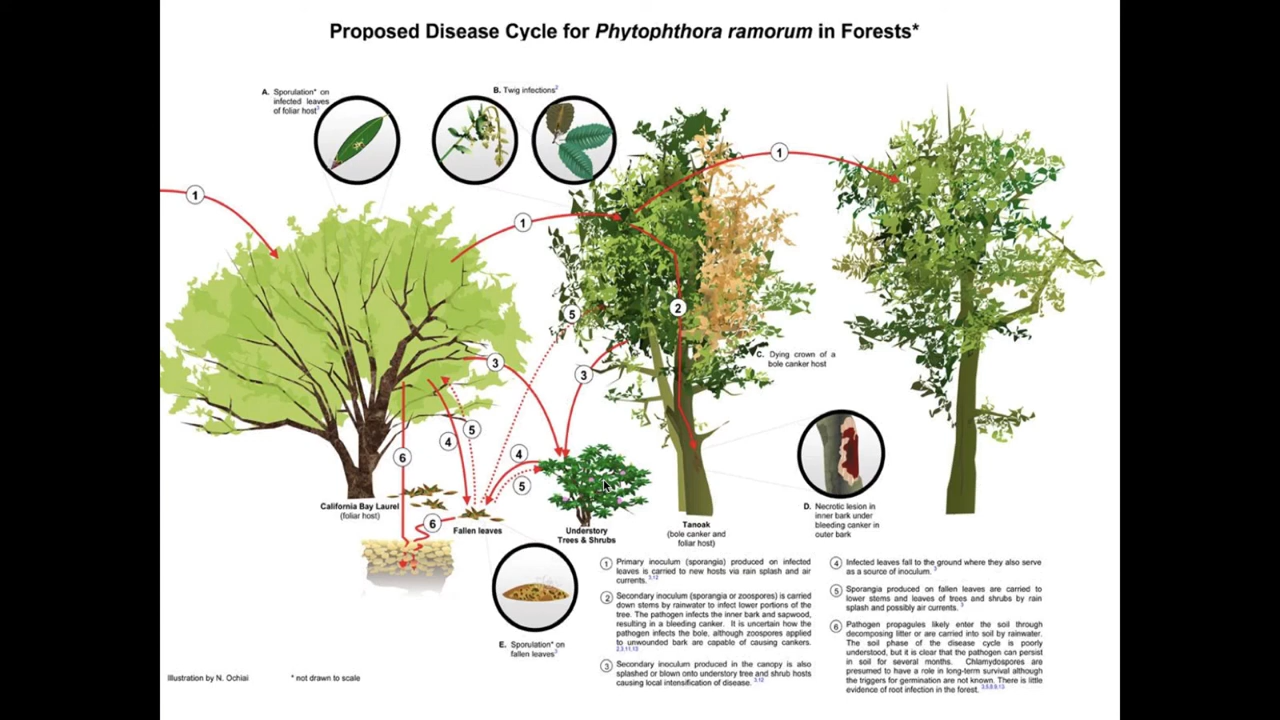 Proposed Disease Cycle for Phytophthora ramorum in Forests*
A. Sporulation* on
infected leaves
of foliar host3
B. Twig infections2
1
1
1
2
3
3
4
4
5
5
5
6
6
C. Dying crown of a
bole canker host
D. Necrotic lesion in
inner bark under
bleeding canker in
outer bark
California Bay Laurel
(foliar host)
Fallen leaves
Understory
Trees & Shrubs
Tanoak
(bole canker and
foliar host)
E. Sporulation* on
fallen leaves3
1 Primary inoculum (sporangia) produced on infected
leaves is carried to new hosts via rain splash and air
currents. 3,12
2 Secondary inoculum (sporangia or zoospores) is carried
down stems by rainwater to infect lower portions of the
tree. The pathogen infects the inner bark and sapwood,
resulting in a bleeding canker. It is uncertain how the
pathogen infects the bole, although zoospores applied
to unwounded bark are capable of causing cankers.
2,3,11,13
3 Secondary inoculum produced in the canopy is also
splashed or blown onto understory tree and shrub hosts
causing local intensification of disease. 3,12
4 Infected leaves fall to the ground where they also serve
as a source of inoculum. 3
5 Sporangia produced on fallen leaves are carried to
lower stems and leaves of trees and shrubs by rain
splash and possibly air currents. 3
6 Pathogen propagules likely enter the soil through
decomposing litter or are carried into soil by rainwater.
The soil phase of the disease cycle is poorly
understood, but it is clear that the pathogen can persist
in soil for several months. Chlamydospores are
presumed to have a role in long-term survival although
the triggers for germination are not known. There is little
evidence of root infection in the forest.
Illustration by N. Ochiai
* not drawn to scale